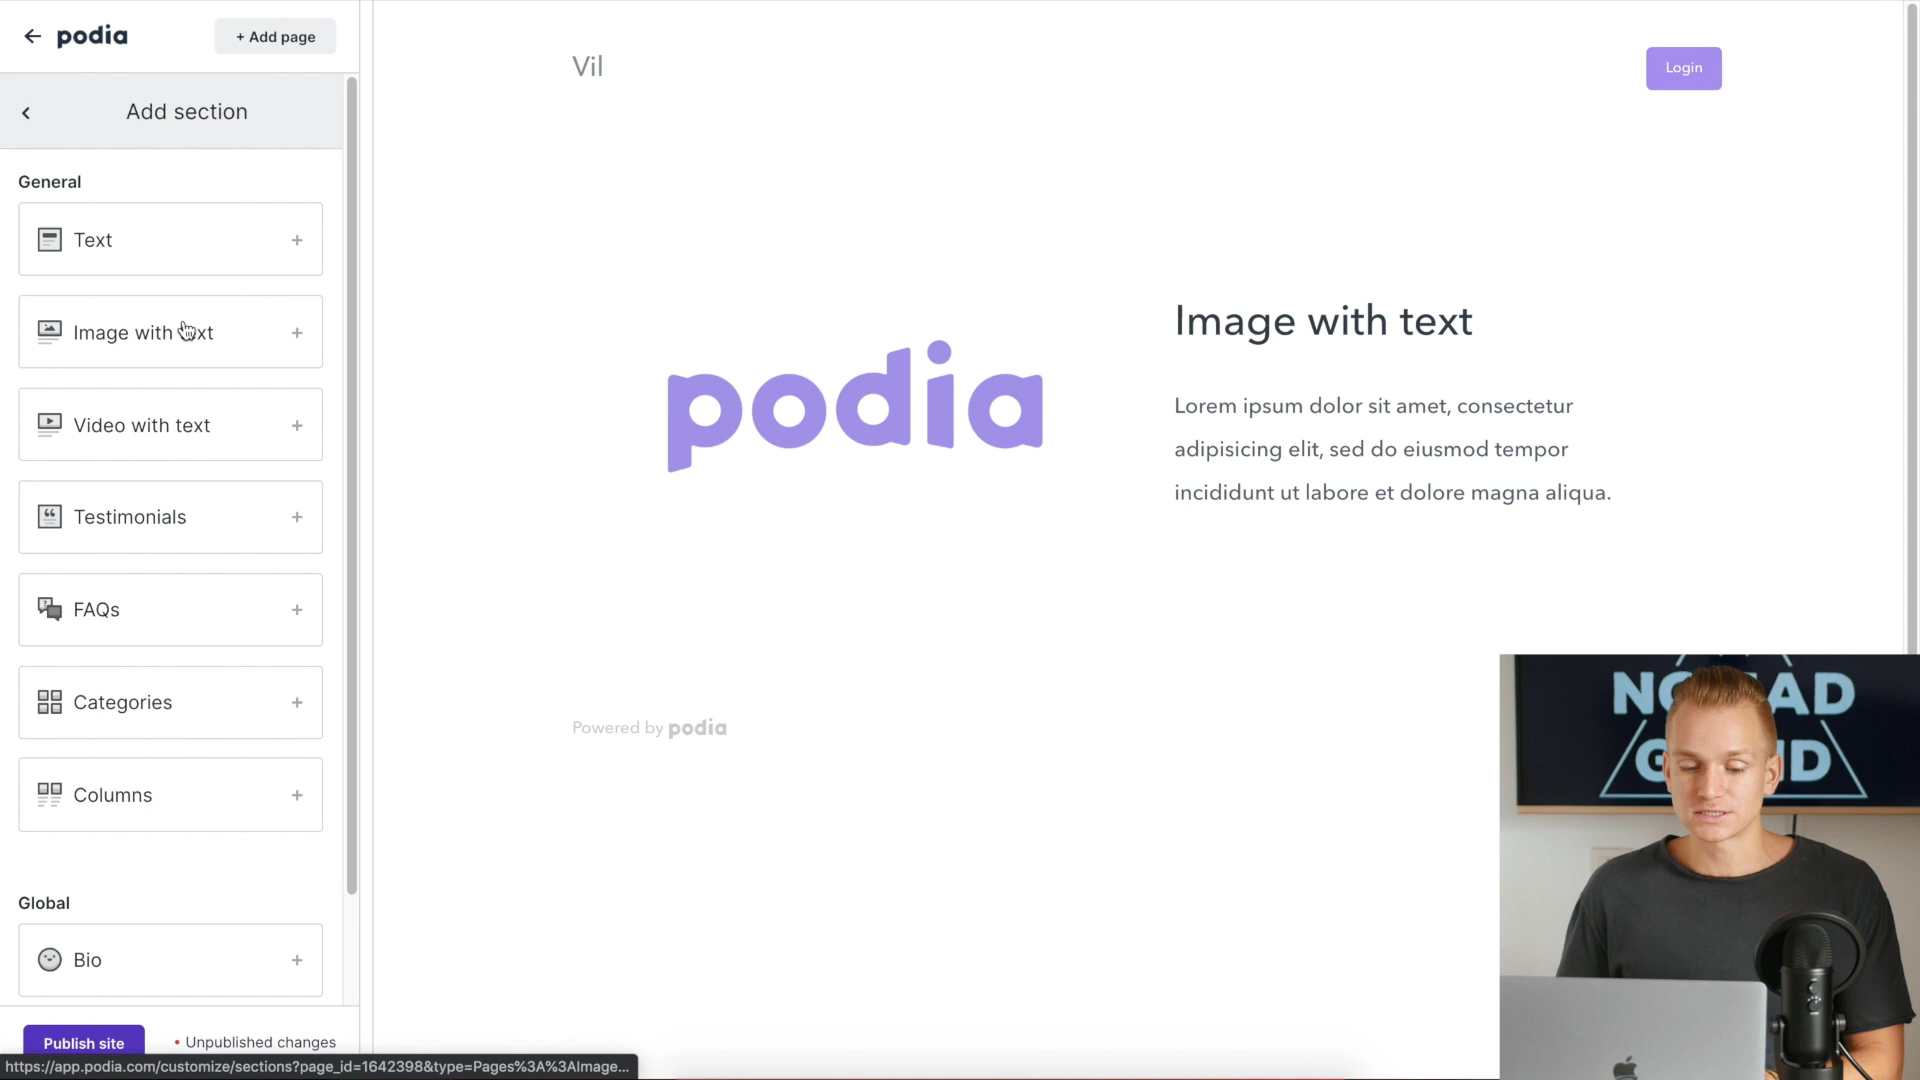 podia
+ Add page
Add section
General
Text
Image with text
Video with text
Testimonials
FAQs
Categories
Columns
Global
Bio
Publish site
• Unpublished changes
https://app.podia.com/customize/sections?page_id=1642398&type=Pages%3A%3AImage...
Vil
Login
podia
Image with text
Lorem ipsum dolor sit amet, consectetur
adipisicing elit, sed do eiusmod tempor
incididunt ut labore et dolore magna aliqua.
Powered by podia